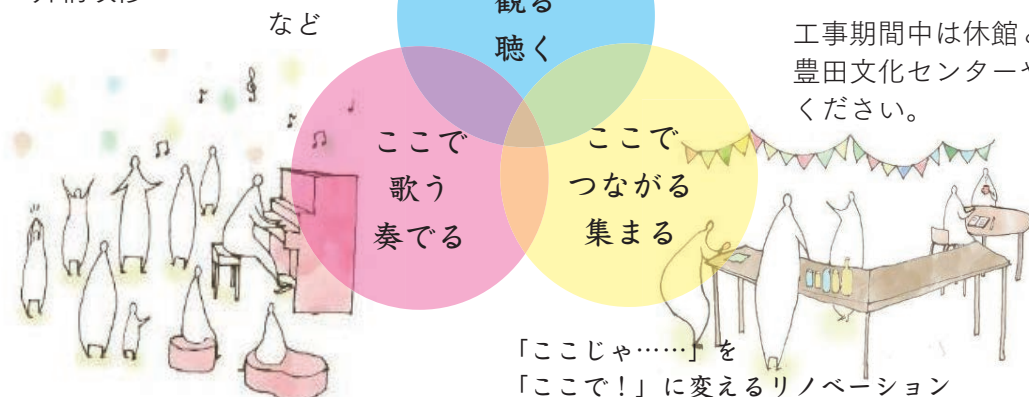 など
観る
聴く
工事期間中は休館
豊田文化センター
ください。
ここで
歌う
奏でる
ここで
つながる
集まる
「ここじゃ……」を
「ここで！」に変えるリノベーション